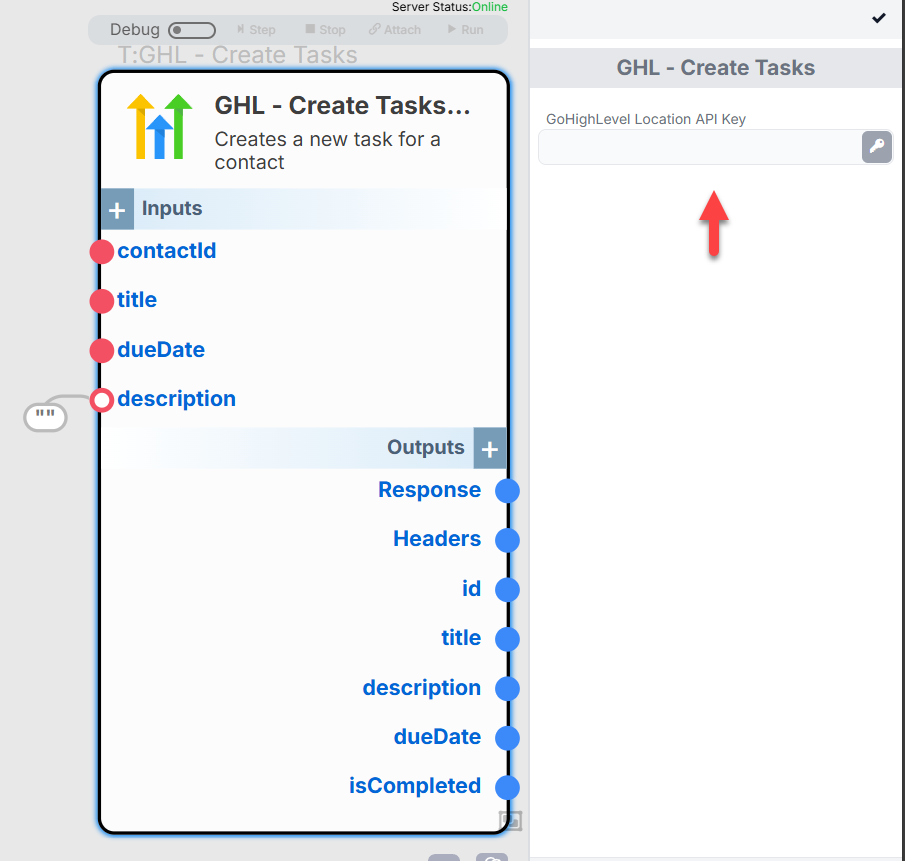 Server Status:Online
Debug Step Stop Attach Run
T:GHL - Create Tasks
GHL - Create Tasks...
Creates a new task for a
contact
+ Inputs
contactId
title
dueDate
description
""
Outputs +
Response
Headers
id
title
description
dueDate
isCompleted
GHL - Create Tasks
GoHighLevel Location API Key